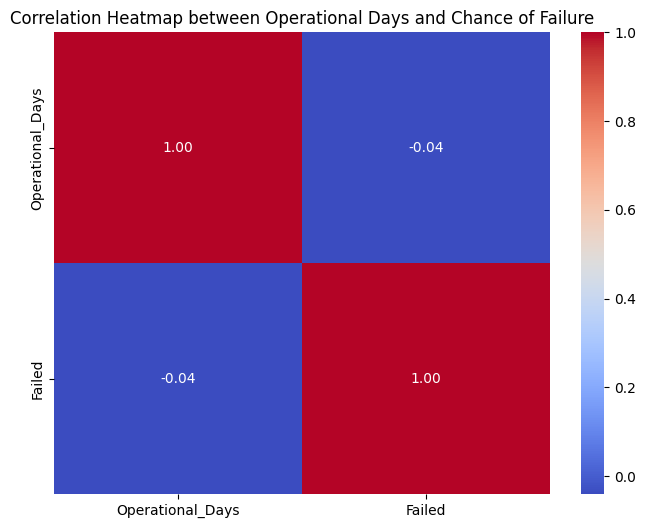 Correlation Heatmap between Operational Days and Chance of Failure
Operational_Days
Failed
1.00
-0.04
-0.04
1.00
Operational_Days
Failed
1.0
0.8
0.6
0.4
0.2
0.0